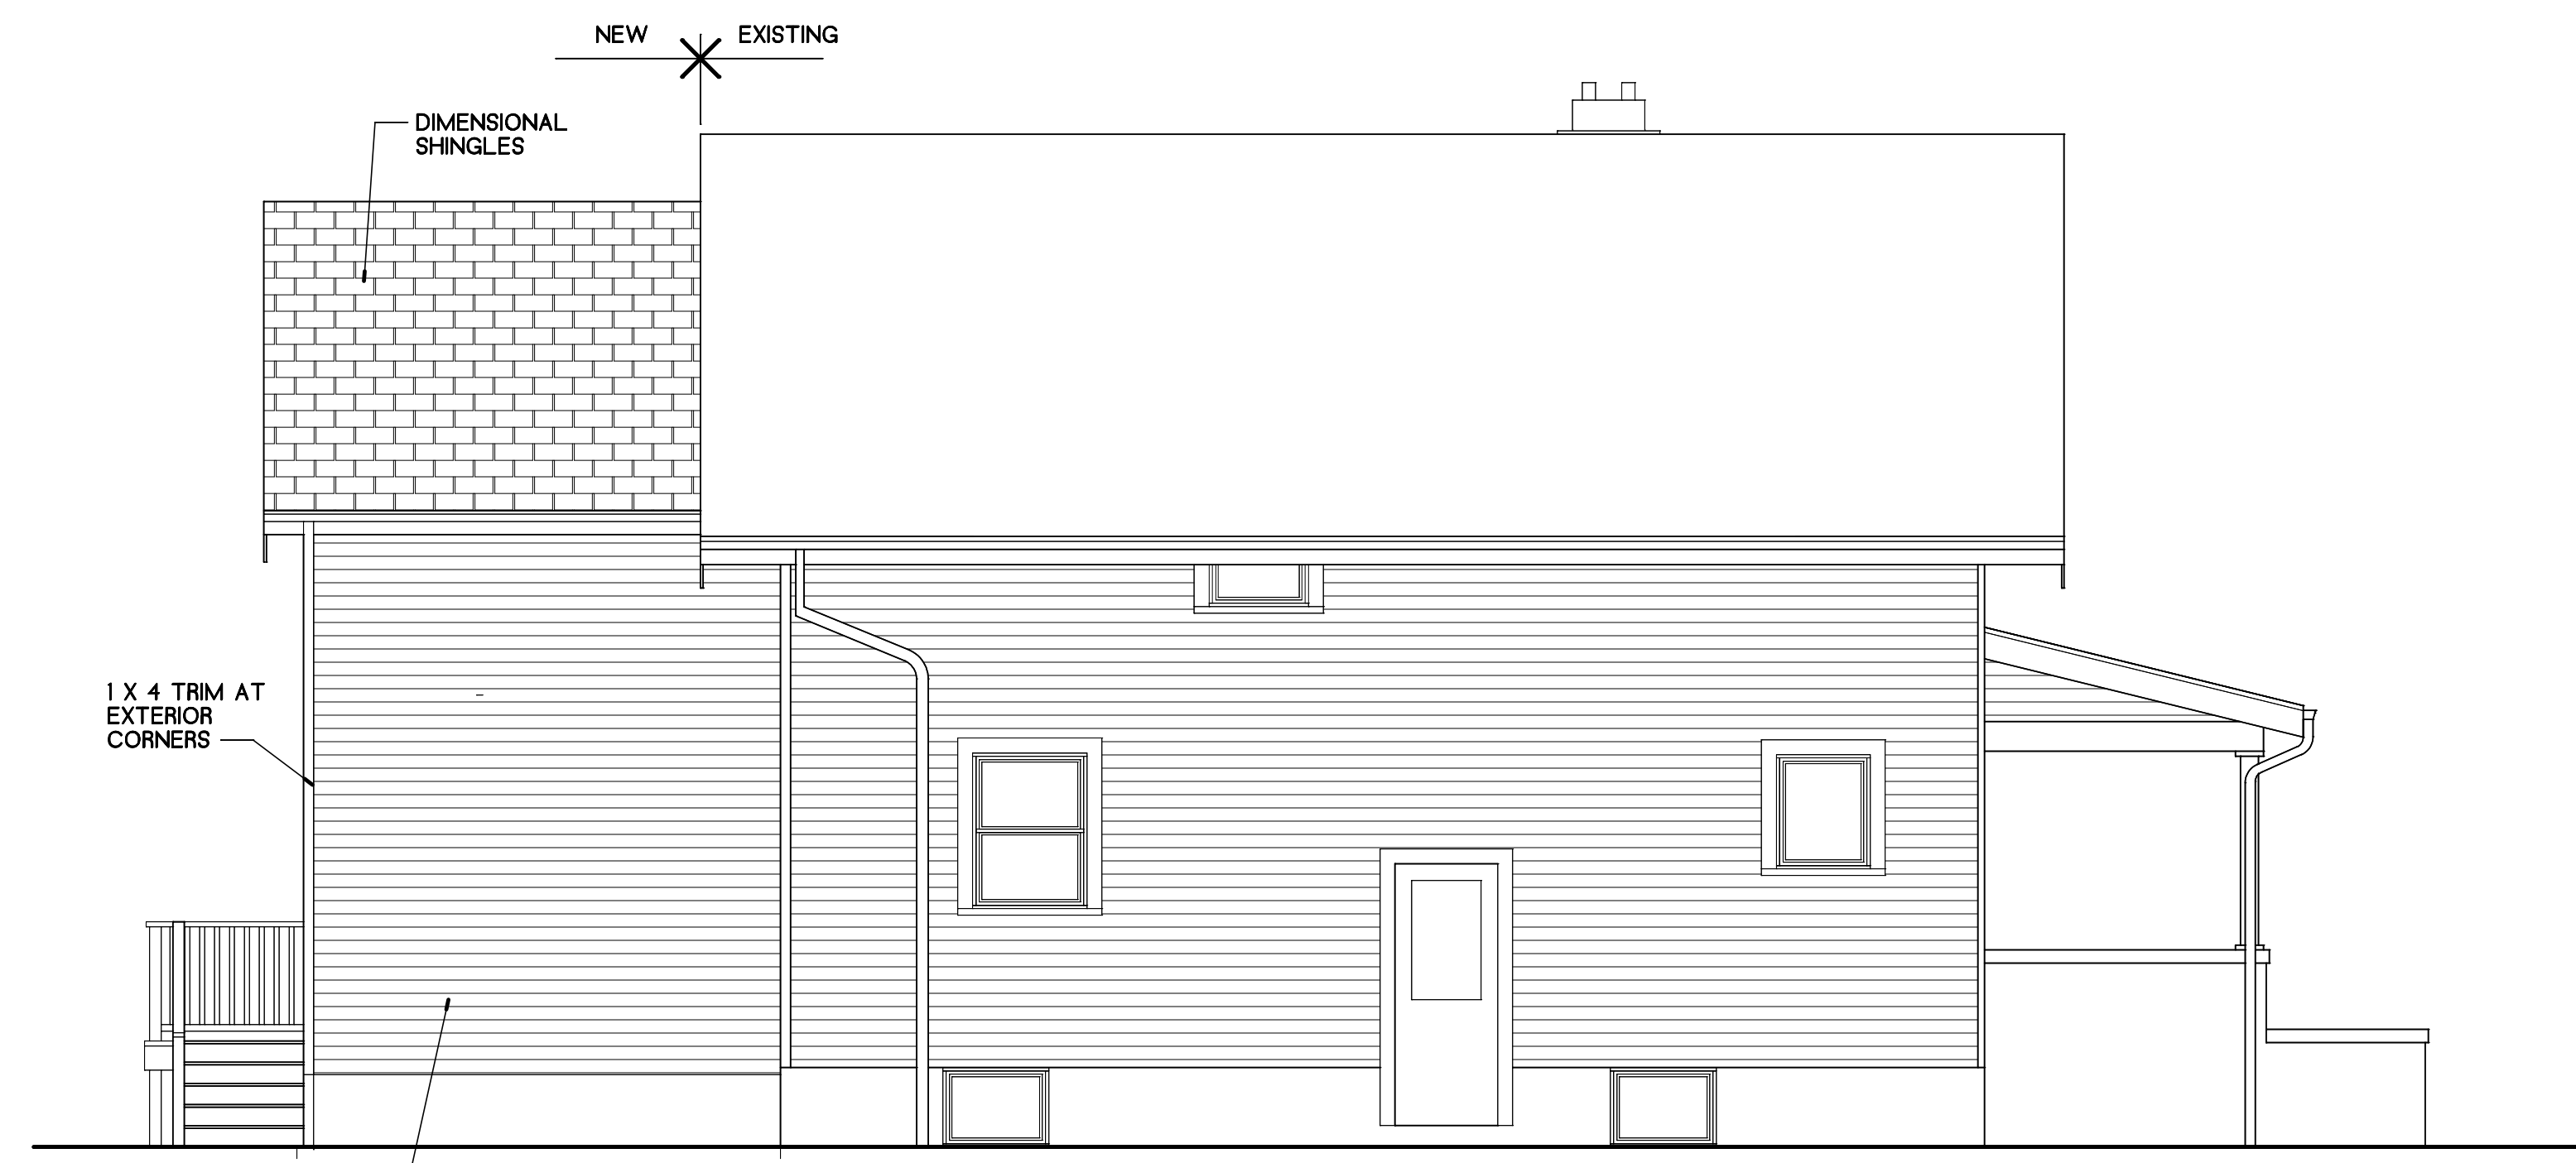 NEW EXISTING
DIMENSIONAL
SHINGLES
1 X 4 TRIM AT
EXTERIOR
CORNERS